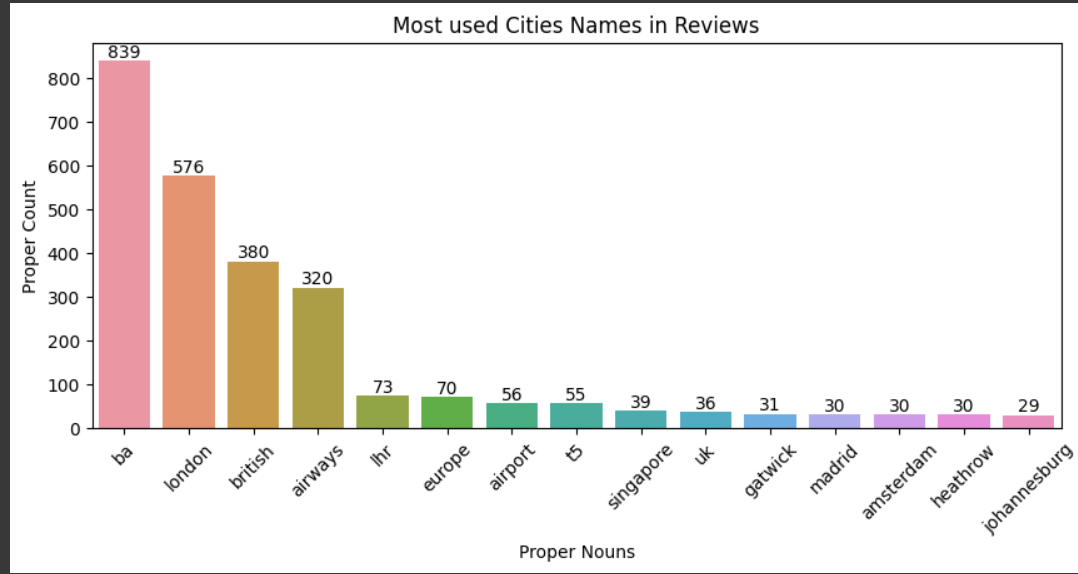 Most used Cities Names in Reviews
Proper Count
800
700
600
500
400
300
200
100
0
839
576
380
320
73
70
56
55
39
36
31
30
30
30
29
ba
london
british
airways
lhr
europe
airport
t5
singapore
uk
gatwick
madrid
amsterdam
heathrow
johannesburg
Proper Nouns